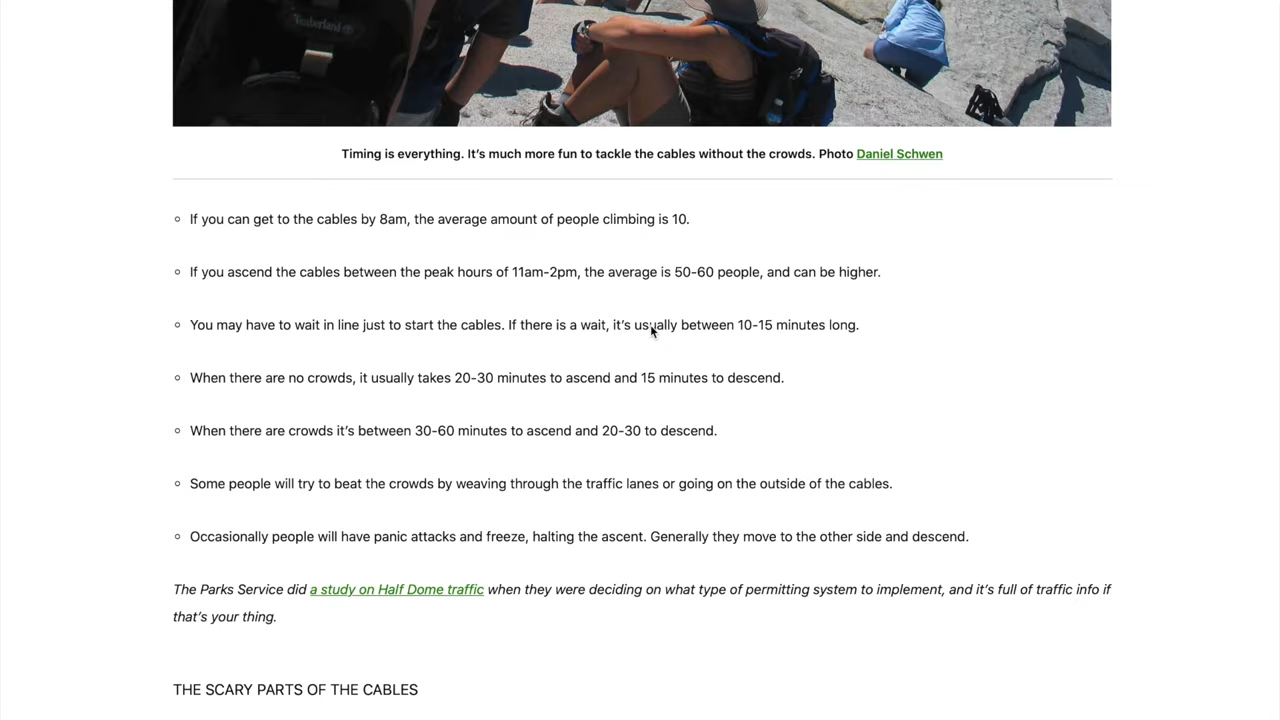 Timberland
Timing is everything. It's much more fun to tackle the cables without the crowds. Photo Daniel Schwen
If you can get to the cables by 8am, the average amount of people climbing is 10.
If you ascend the cables between the peak hours of 11am-2pm, the average is 50-60 people, and can be higher.
You may have to wait in line just to start the cables. If there is a wait, it's usually between 10-15 minutes long.
When there are no crowds, it usually takes 20-30 minutes to ascend and 15 minutes to descend.
When there are crowds it's between 30-60 minutes to ascend and 20-30 to descend.
Some people will try to beat the crowds by weaving through the traffic lanes or going on the outside of the cables.
Occasionally people will have panic attacks and freeze, halting the ascent. Generally they move to the other side and descend.
The Parks Service did a study on Half Dome traffic when they were deciding on what type of permitting system to implement, and it's full of traffic info if
that's your thing.
THE SCARY PARTS OF THE CABLES